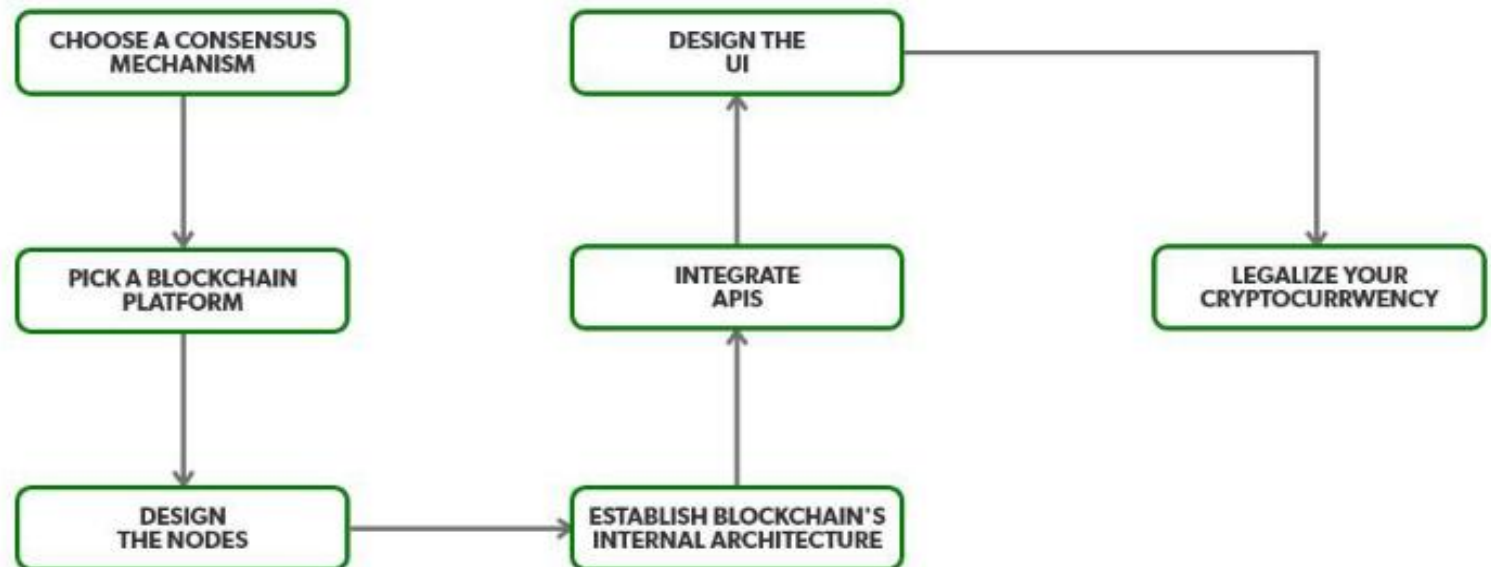 CHOOSE A CONSENSUS
MECHANISM
PICK A BLOCKCHAIN
PLATFORM
DESIGN
THE NODES
ESTABLISH BLOCKCHAIN'S
INTERNAL ARCHITECTURE
INTEGRATE
APIS
DESIGN THE
UI
LEGALIZE YOUR
CRYPTOCURRWENCY